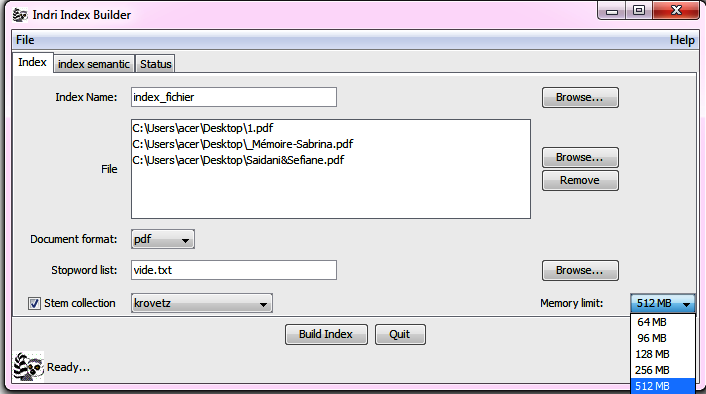 Indri Index Builder
File Help
Index index semantic Status
Index Name: index_fichier Browse...
C:\Users\acer\Desktop\1.pdf
C:\Users\acer\Desktop\_Mémoire-Sabrina.pdf
C:\Users\acer\Desktop\Saidani&Sefiane.pdf
File Browse...
Remove
Document format: pdf
Stopword list: vide.txt Browse...
Stem collection krovetz Memory limit: 512 MB
64 MB
96 MB
128 MB
256 MB
512 MB
Build Index Quit
Ready...